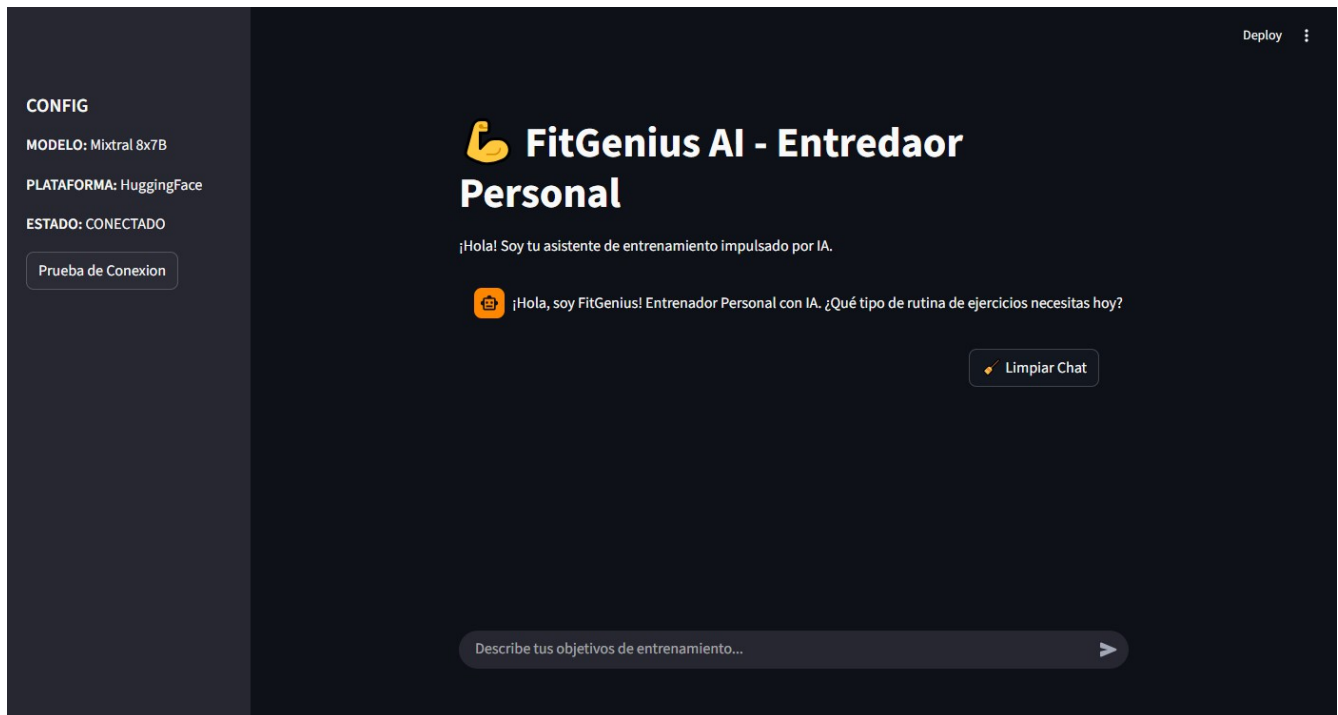 Deploy
CONFIG
MODELO: Mixtral 8x7B
PLATAFORMA: HuggingFace
ESTADO: CONECTADO
Prueba de Conexion
FitGenius AI - Entredaor
Personal
¡Hola! Soy tu asistente de entrenamiento impulsado por IA.
¡Hola, soy FitGenius! Entrenador Personal con IA. ¿Qué tipo de rutina de ejercicios necesitas hoy?
Limpiar Chat
Describe tus objetivos de entrenamiento...